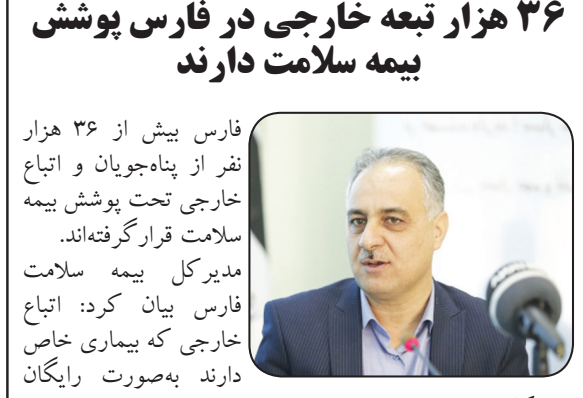 ۳۶ هزار تبعه خارجی در فارس پوشش
بیمه سلامت دارند
فارس بیش از ۳۶ هزار
نفر از پناه‌جویان و اتباع
خارجی تحت پوشش بیمه
سلامت قرارگرفته‌اند.
مدیرکل بیمه سلامت
فارس بیان کرد: اتباع
خارجی که بیماری خاص
دارند به‌صورت رایگان